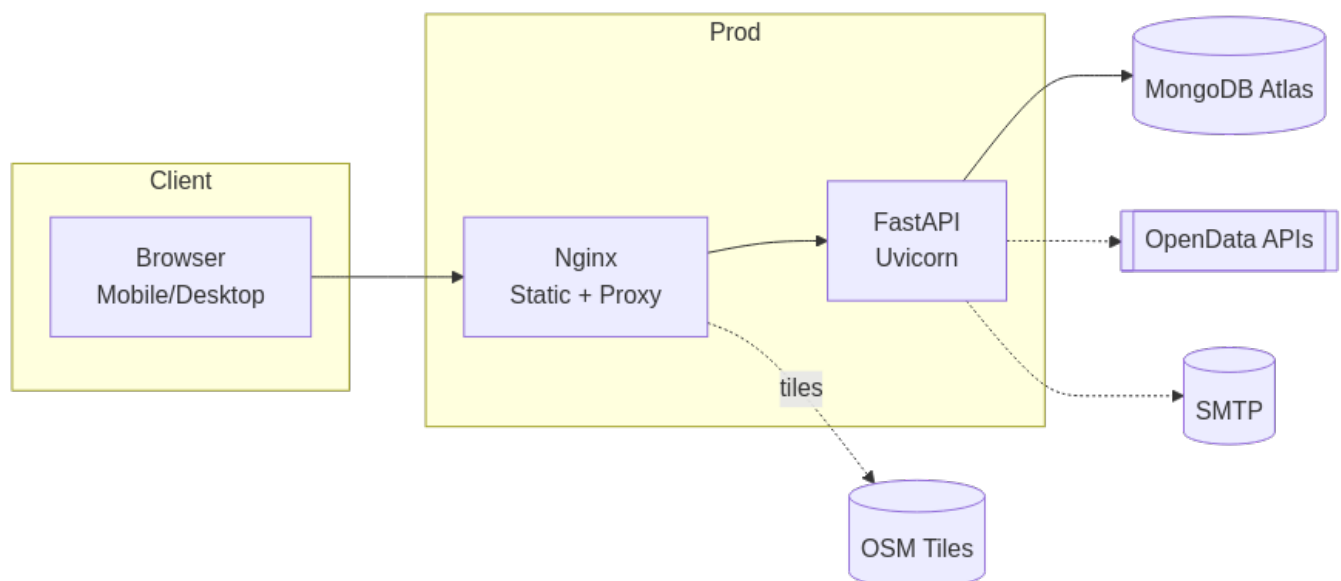 Client
Browser
Mobile/Desktop
Prod
Nginx
Static + Proxy
FastAPI
Uvicorn
tiles
MongoDB Atlas
OpenData APIs
SMTP
OSM Tiles